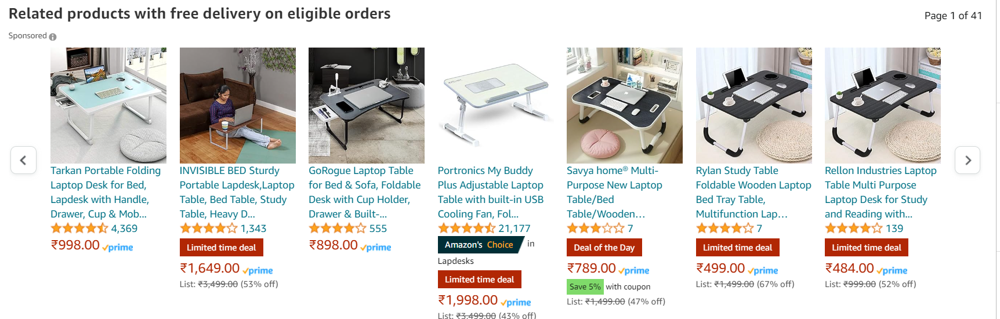 Related products with free delivery on eligible orders
Page 1 of 41
Sponsored
Tarkan Portable Folding
Laptop Desk for Bed,
Lapdesk with Handle,
Drawer, Cup & Mob...
4,369
₹998.00 prime
INVISIBLE BED Sturdy
Portable Lapdesk,Laptop
Table, Bed Table, Study
Table, Heavy D...
1,343
Limited time deal
₹1,649.00 prime
List: ₹3,499.00 (53% off)
GoRogue Laptop Table
for Bed & Sofa, Foldable
Desk with Cup Holder,
Drawer & Built-...
555
₹898.00 prime
Portronics My Buddy
Plus Adjustable Laptop
Table with built-in USB
Cooling Fan, Fol...
21,177
Amazon's Choice in
Lapdesks
Limited time deal
₹1,998.00 prime
List: ₹3,499.00 (43% off)
Savya home® Multi-
Purpose New Laptop
Table/Bed
Table/Wooden...
7
Deal of the Day
₹789.00 prime
Save 5% with coupon
List: ₹1,499.00 (47% off)
Rylan Study Table
Foldable Wooden Laptop
Bed Tray Table,
Multifunction Lap...
7
Limited time deal
₹499.00 prime
List: ₹1,499.00 (67% off)
Rellon Industries Laptop
Table Multi Purpose
Laptop Desk for Study
and Reading with...
139
Limited time deal
₹484.00 prime
List: ₹999.00 (52% off)